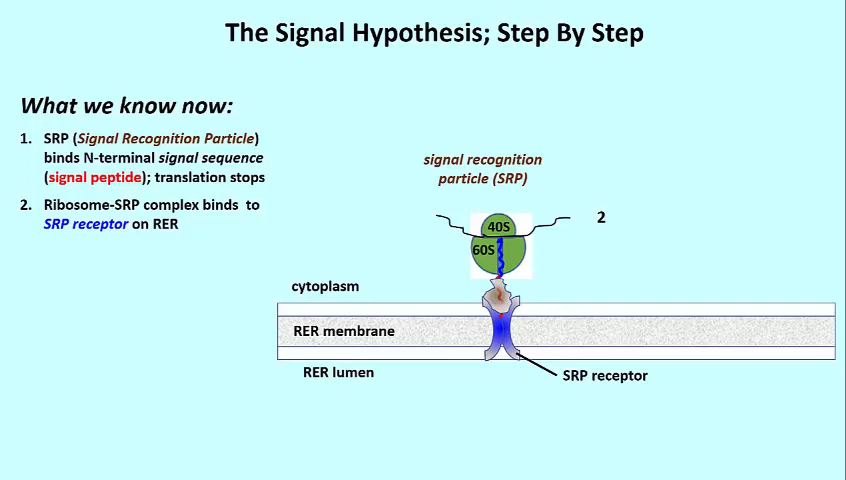 The Signal Hypothesis; Step By Step
What we know now:
1. SRP (Signal Recognition Particle)
binds N-terminal signal sequence
(signal peptide); translation stops
2. Ribosome-SRP complex binds to
SRP receptor on RER
signal recognition
particle (SRP)
2
40S
60S
cytoplasm
RER membrane
RER lumen
SRP receptor